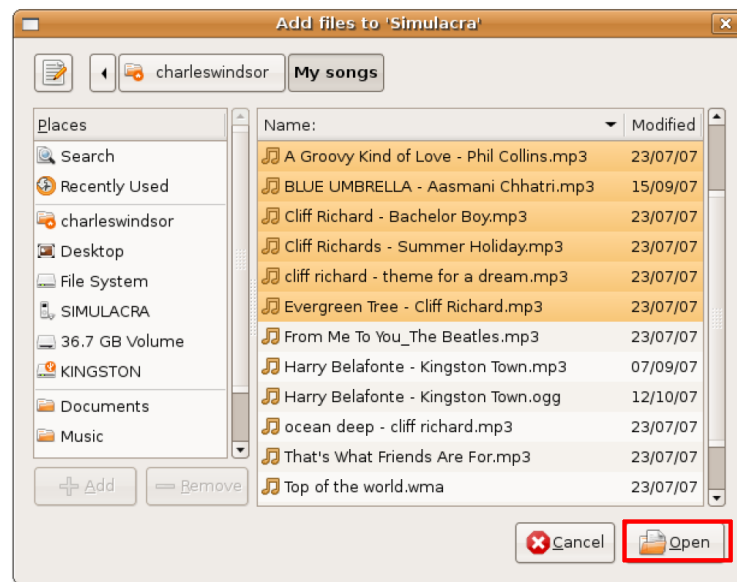 Add files to 'Simulacra'
charleswindsor My songs
Places
Search
Recently Used
charleswindsor
Desktop
File System
SIMULACRA
36.7 GB Volume
KINGSTON
Documents
Music
Add Remove
Name: Modified
A Groovy Kind of Love - Phil Collins.mp3 23/07/07
BLUE UMBRELLA - Aasmani Chhatri.mp3 15/09/07
Cliff Richard - Bachelor Boy.mp3 23/07/07
Cliff Richards - Summer Holiday.mp3 23/07/07
cliff richard - theme for a dream.mp3 23/07/07
Evergreen Tree - Cliff Richard.mp3 23/07/07
From Me To You_The Beatles.mp3 23/07/07
Harry Belafonte - Kingston Town.mp3 07/09/07
Harry Belafonte - Kingston Town.ogg 12/10/07
ocean deep - cliff richard.mp3 23/07/07
That's What Friends Are For.mp3 23/07/07
Top of the world.wma 23/07/07
Cancel Open